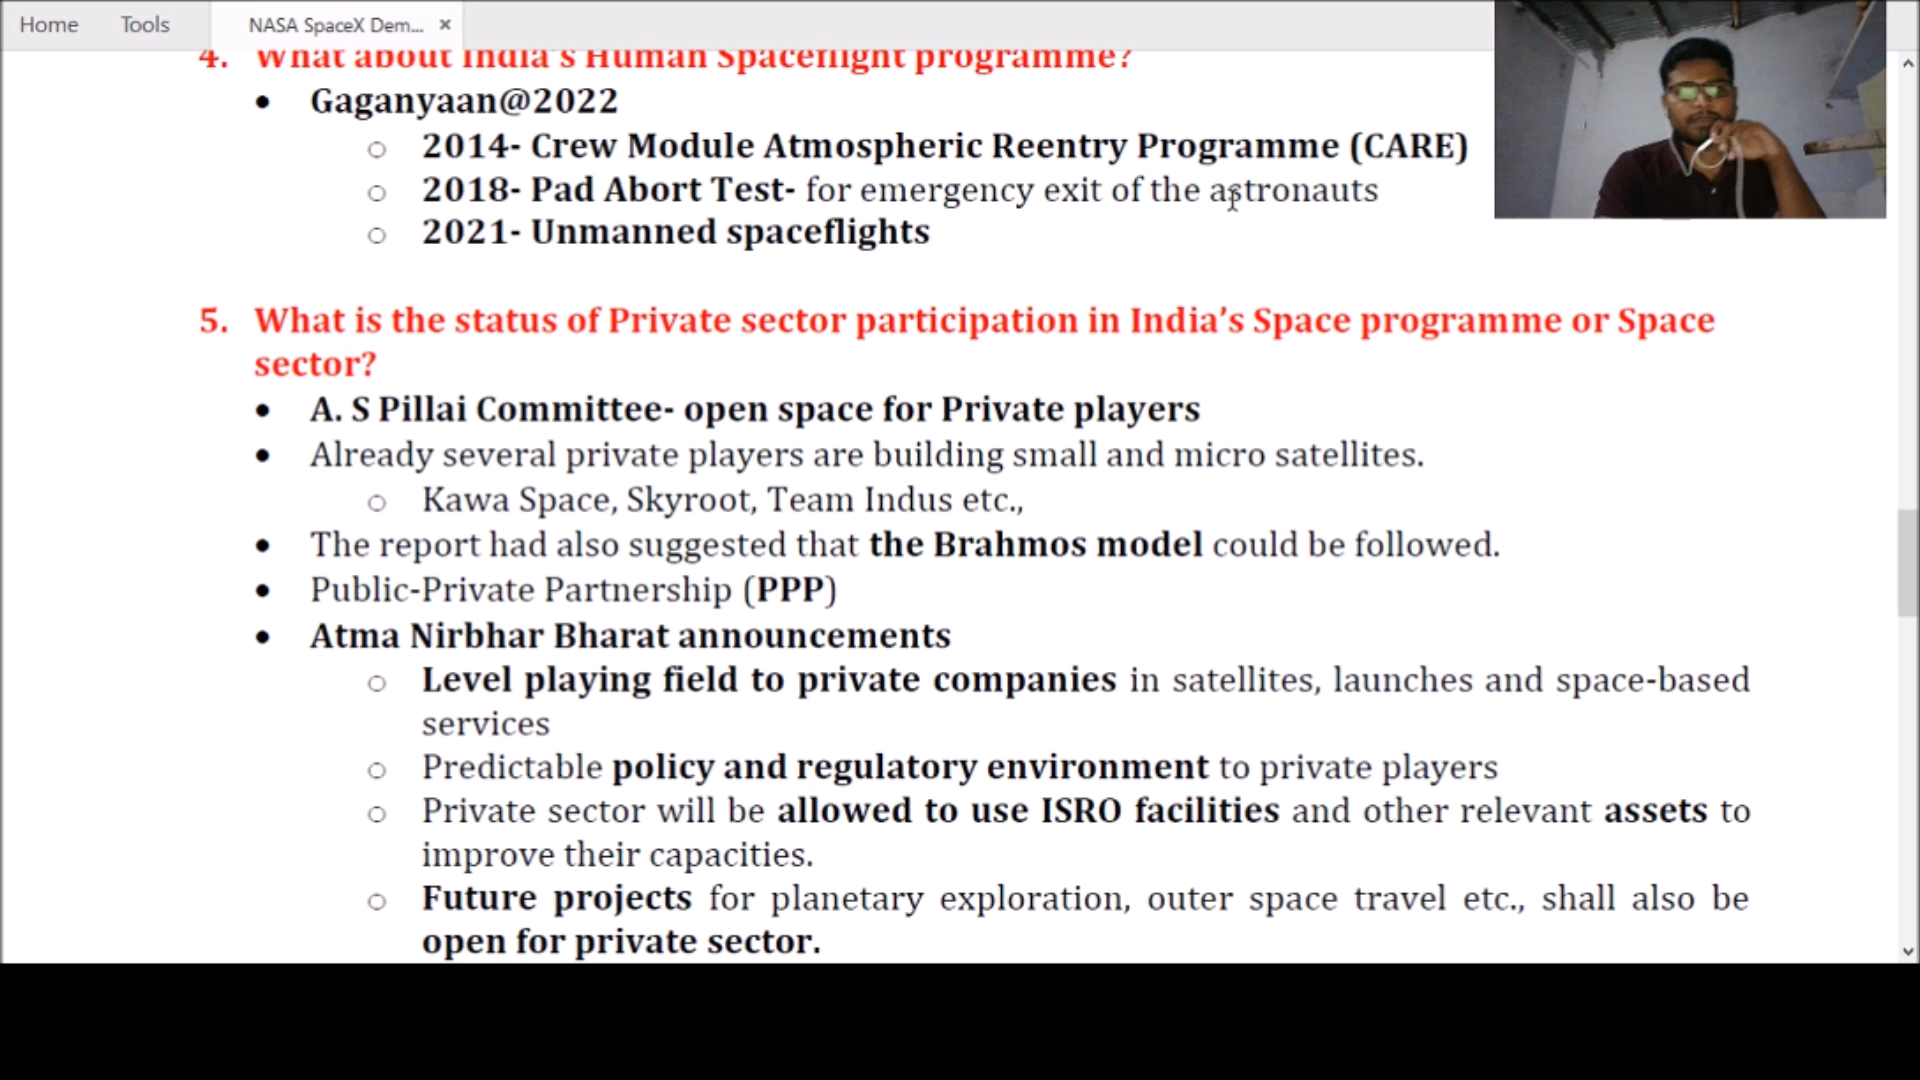 Home Tools NASA SpaceX Dem... ×
4. What about India's Human Spaceflight programme?
• Gaganyaan@2022
○ 2014- Crew Module Atmospheric Reentry Programme (CARE)
○ 2018- Pad Abort Test- for emergency exit of the astronauts
○ 2021- Unmanned spaceflights
5. What is the status of Private sector participation in India's Space programme or Space
sector?
• A. S Pillai Committee- open space for Private players
• Already several private players are building small and micro satellites.
○ Kawa Space, Skyroot, Team Indus etc.,
• The report had also suggested that the Brahmos model could be followed.
• Public-Private Partnership (PPP)
• Atma Nirbhar Bharat announcements
○ Level playing field to private companies in satellites, launches and space-based
services
○ Predictable policy and regulatory environment to private players
○ Private sector will be allowed to use ISRO facilities and other relevant assets to
improve their capacities.
○ Future projects for planetary exploration, outer space travel etc., shall also be
open for private sector.